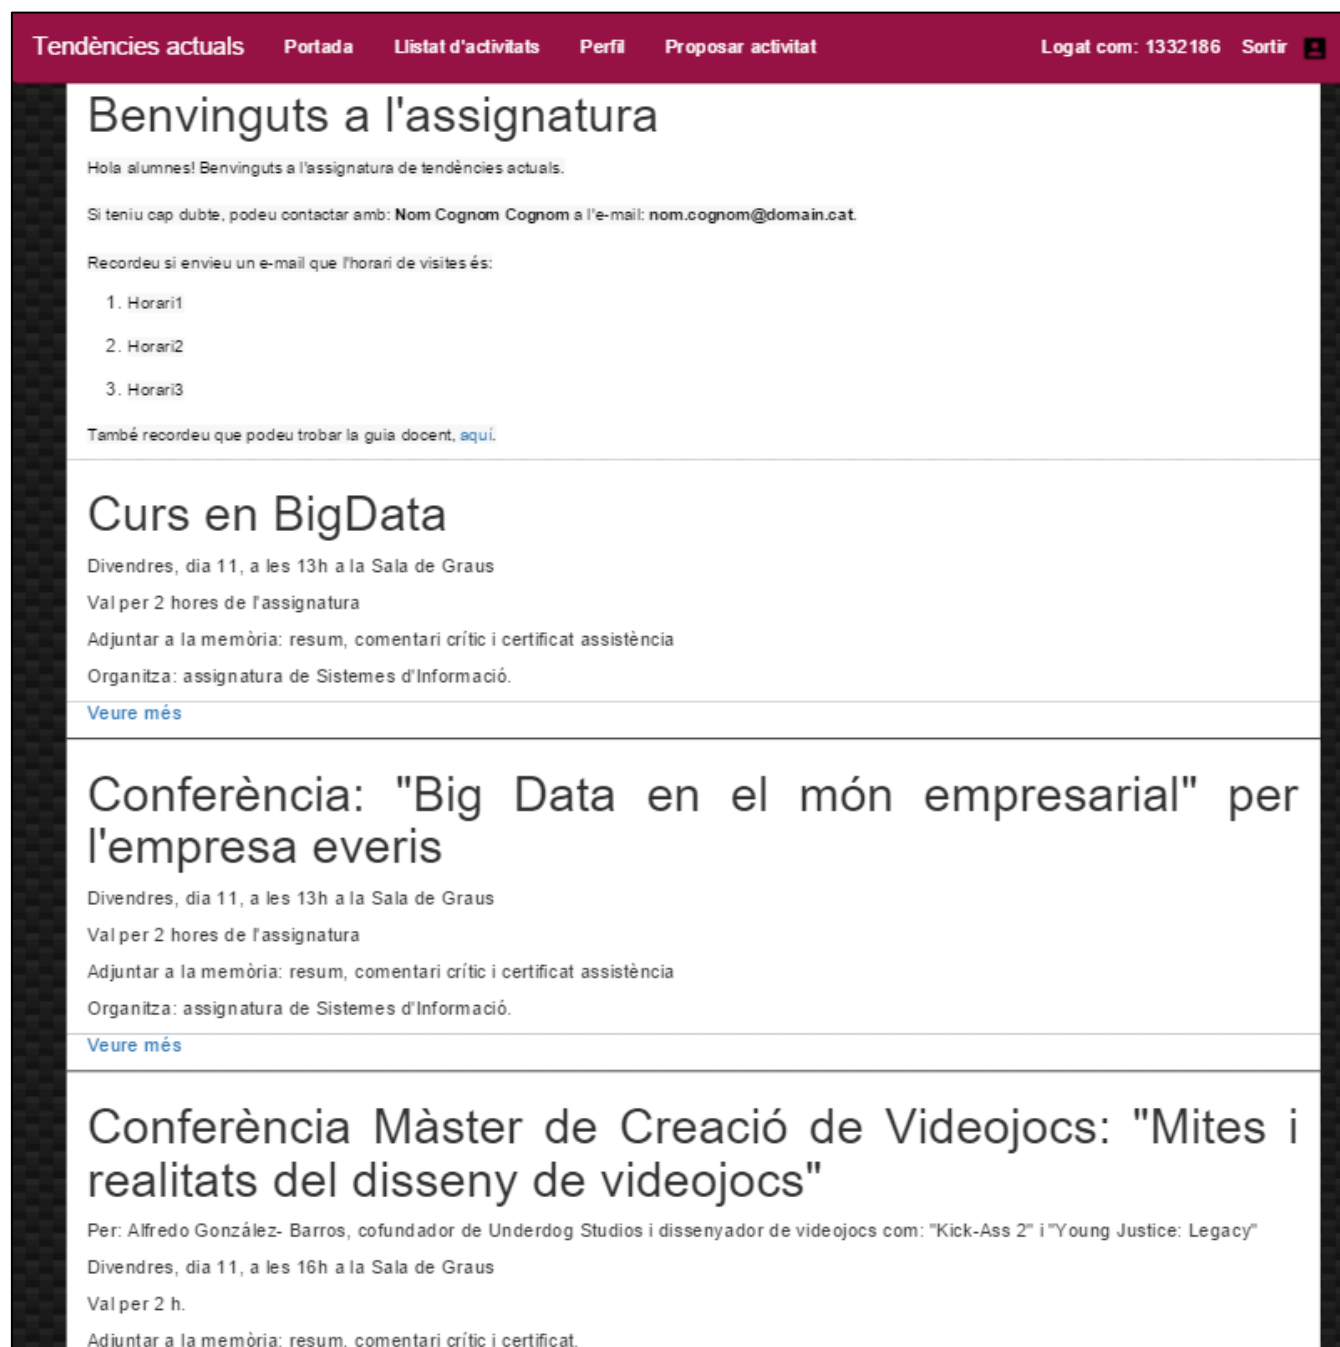 Tendències actuals Portada Llistat d'activitats Perfil Proposar activitat Logat com: 1332186 Sortir
Benvinguts a l'assignatura
Hola alumnes! Benvinguts a l'assignatura de tendències actuals.
Si teniu cap dubte, podeu contactar amb: Nom Cognom Cognom a l'e-mail: nom.cognom@domain.cat.
Recordeu si envieu un e-mail que l'horari de visites és:
1. Horari1
2. Horari2
3. Horari3
També recordeu que podeu trobar la guia docent, aquí.
Curs en BigData
Divendres, dia 11, a les 13h a la Sala de Graus
Val per 2 hores de l'assignatura
Adjuntar a la memòria: resum, comentari crític i certificat assistència
Organitza: assignatura de Sistemes d'Informació.
Veure més
Conferència: "Big Data en el món empresarial" per
l'empresa everis
Divendres, dia 11, a les 13h a la Sala de Graus
Val per 2 hores de l'assignatura
Adjuntar a la memòria: resum, comentari crític i certificat assistència
Organitza: assignatura de Sistemes d'Informació.
Veure més
Conferència Màster de Creació de Videojocs: "Mites i
realitats del disseny de videojocs"
Per: Alfredo González- Barros, cofundador de Underdog Studios i dissenyador de videojocs com: "Kick-Ass 2" i "Young Justice: Legacy"
Divendres, dia 11, a les 16h a la Sala de Graus
Val per 2 h.
Adjuntar a la memòria: resum, comentari crític i certificat.